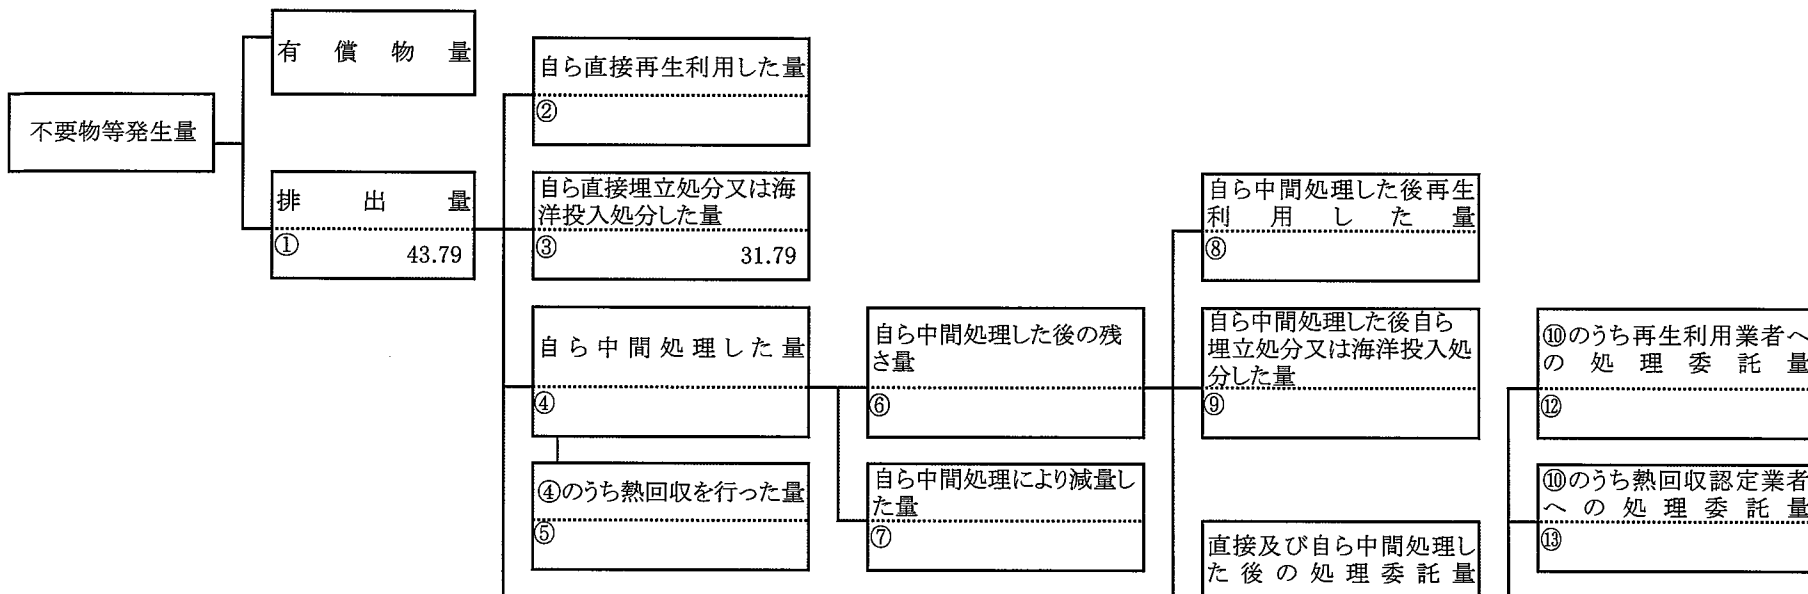 有償物量
不要物等発生量
排出量
①
43.79
自ら直接再生利用した量
②
自ら直接埋立処分又は海
洋投入処分した量
③
31.79
自ら中間処理した量
④
④のうち熱回収を行った量
⑤
自ら中間処理した後の残
さ量
⑥
自ら中間処理により減量し
た量
⑦
自ら中間処理した後再生
利用した量
⑧
自ら中間処理した後自ら
埋立処分又は海洋投入処
分した量
⑨
直接及び自ら中間処理し
た後の処理委託量
⑩のうち再生利用業者へ
の処理委託量
⑫
⑩のうち熱回収認定業者
への処理委託量
⑬